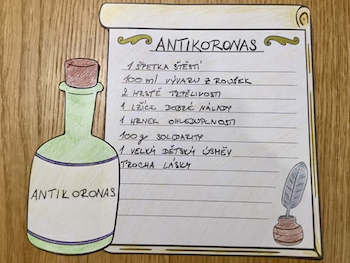 ANTIKORONAS
1 ŠPETKA ŠTĚSTÍ
100 ml VÝVARU Z ROUŠEK
2 HRSTĚ TRPĚLIVOSTI
1 LŽÍCE DOBRÉ NÁLADY
1 HRNEK OHLEDUPLNOSTI
100g SOLIDARITY
1 VELKÝ DĚTSKÝ ÚSMĚV
TROCHA LÁSKY
ANTIKORONAS